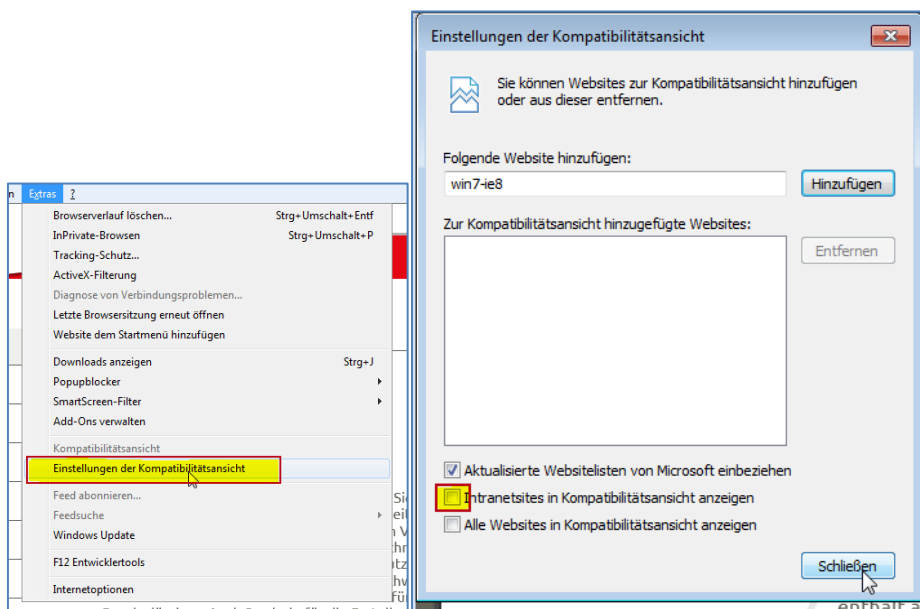 n Extras ?
Browserverlauf löschen... Strg+Umschalt+Entf
InPrivate-Browsen Strg+Umschalt+P
Tracking-Schutz...
ActiveX-Filterung
Diagnose von Verbindungsproblemen...
Letzte Browsersitzung erneut öffnen
Website dem Startmenü hinzufügen
Downloads anzeigen Strg+J
Popupblocker
SmartScreen-Filter
Add-Ons verwalten
Kompatibilitätsansicht
Einstellungen der Kompatibilitätsansicht
Feed abonnieren...
Feedsuche
Windows Update
F12 Entwicklertools
Internetoptionen
Einstellungen der Kompatibilitätsansicht
Sie können Websites zur Kompatibilitätsansicht hinzufügen
oder aus dieser entfernen.
Folgende Website hinzufügen:
win7-ie8 Hinzufügen
Zur Kompatibilitätsansicht hinzugefügte Websites:
Entfernen
Aktualisierte Websitelisten von Microsoft einbeziehen
Intranetsites in Kompatibilitätsansicht anzeigen
Alle Websites in Kompatibilitätsansicht anzeigen
Schließen
enthält